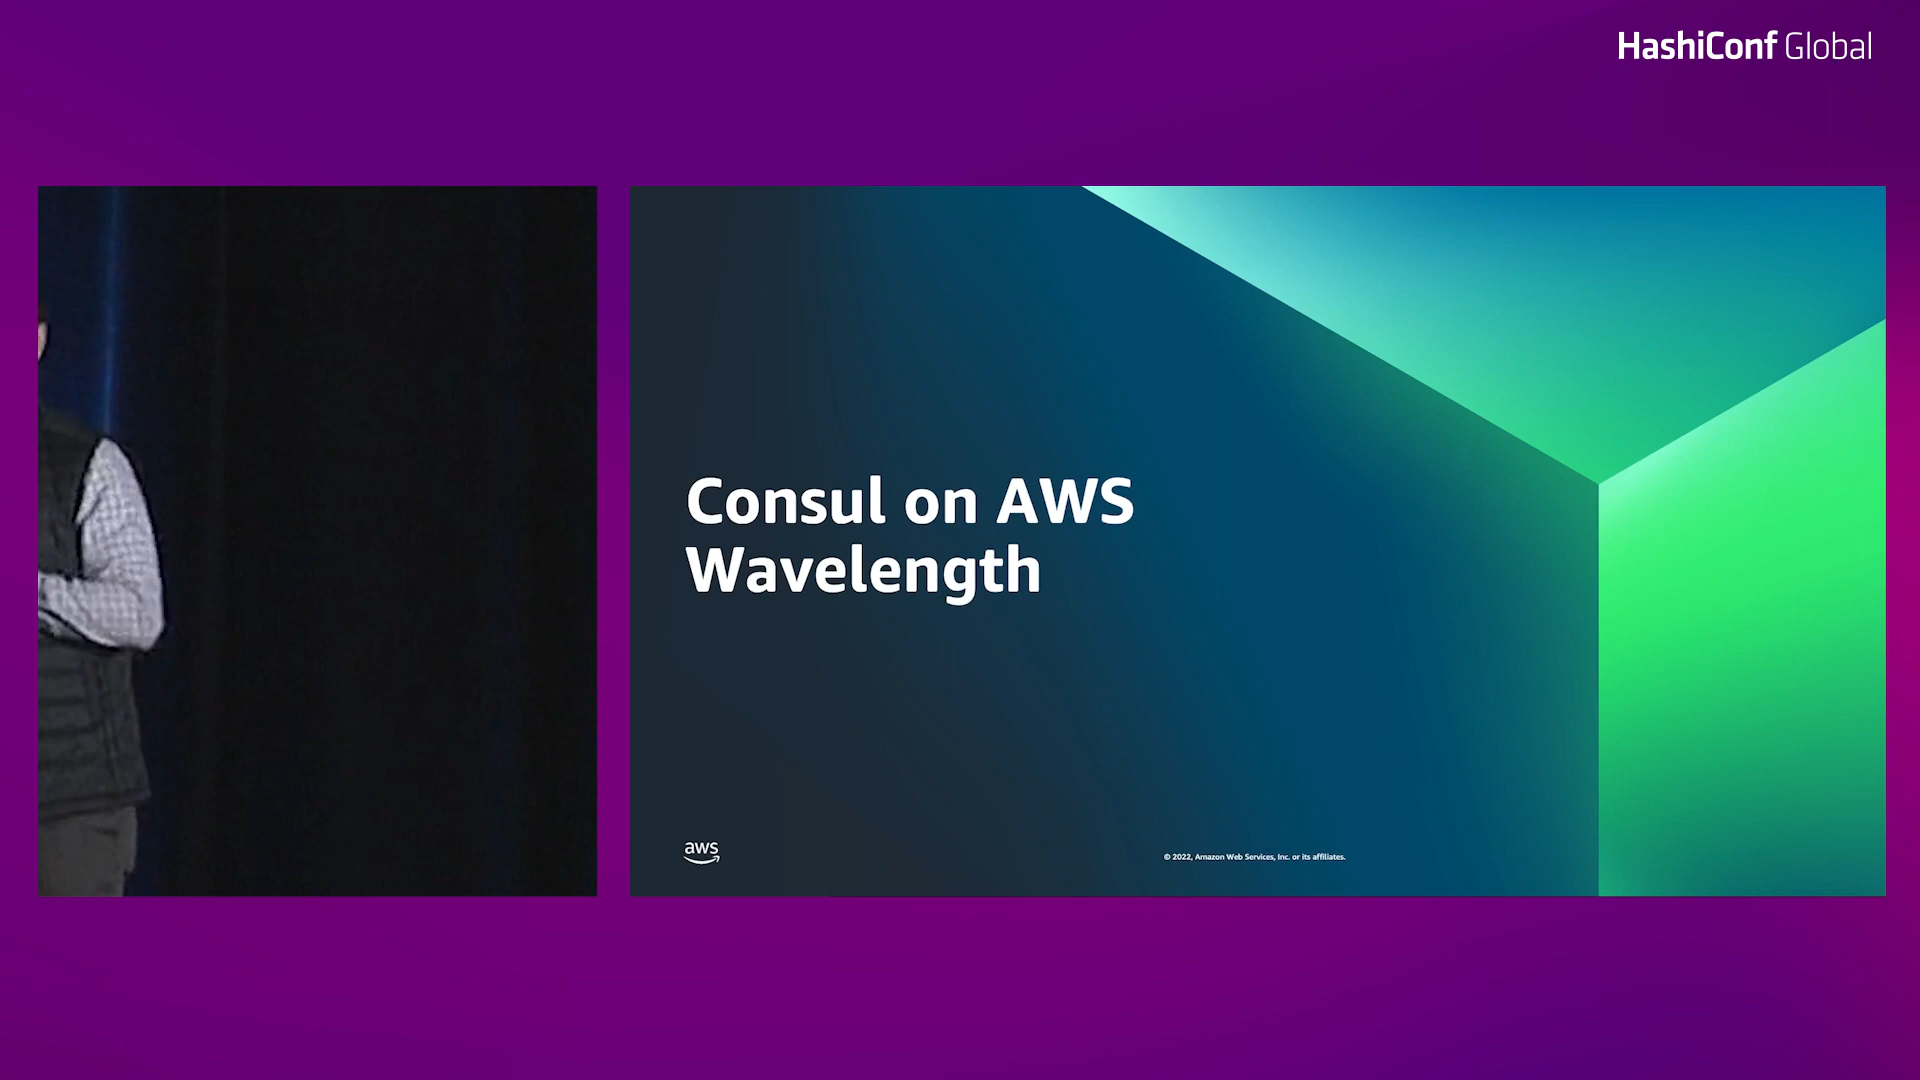 HashiConf Global
Consul on AWS
Wavelength
aws
© 2022, Amazon Web Services, Inc. or its affiliates.